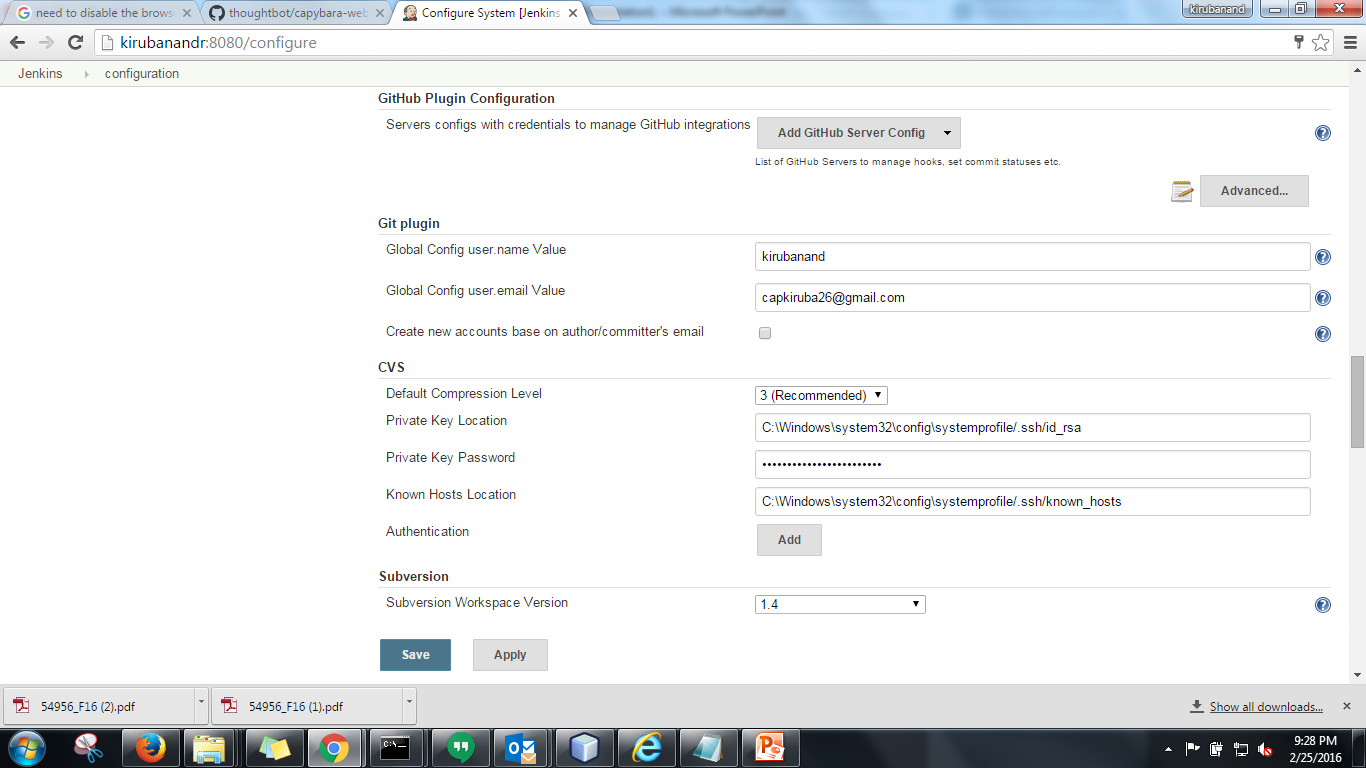 need to disable the brows
thoughtbot/capybara-web
Configure System [Jenkins
Microsoft PowerPoint
kirubanand
kirubanandr:8080/configure
Jenkins configuration
GitHub Plugin Configuration
Servers configs with credentials to manage GitHub integrations
Add GitHub Server Config
List of GitHub Servers to manage hooks, set commit statuses etc.
Advanced...
Git plugin
Global Config user.name Value
kirubanand
Global Config user.email Value
capkiruba26@gmail.com
Create new accounts base on author/committer's email
CVS
Default Compression Level
3 (Recommended)
Private Key Location
C:\Windows\system32\config\systemprofile/.ssh/id_rsa
Private Key Password
••••••••••••••••••••••••
Known Hosts Location
C:\Windows\system32\config\systemprofile/.ssh/known_hosts
Authentication
Add
Subversion
Subversion Workspace Version
1.4
Save
Apply
54956_F16 (2).pdf
54956_F16 (1).pdf
Show all downloads...
9:28 PM
2/25/2016